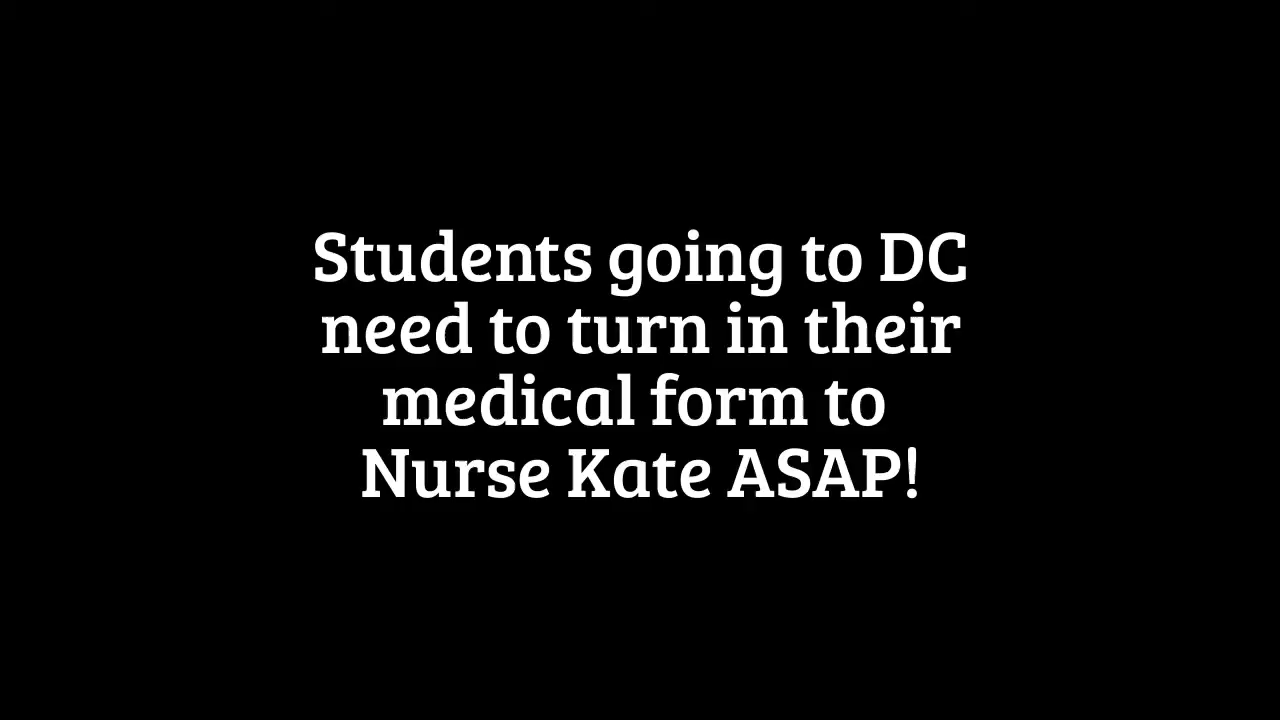 Students going to DC
need to turn in their
medical form to
Nurse Kate ASAP!